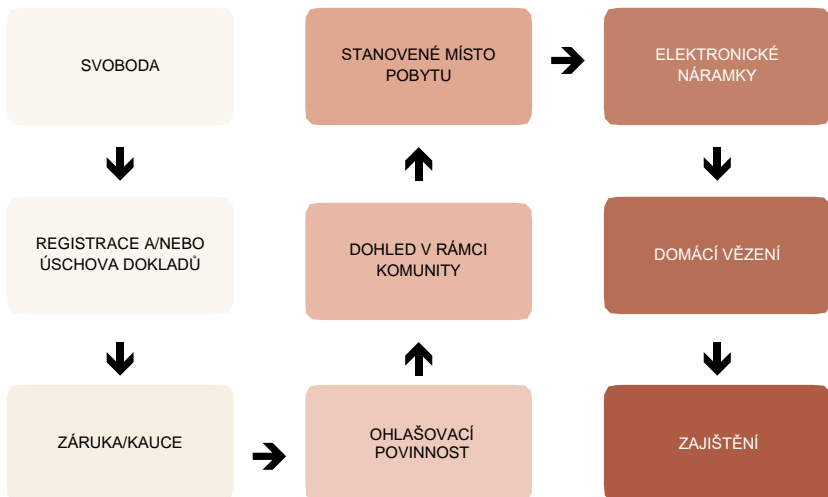 SVOBODA
REGISTRACE A/NEBO
ÚSCHOVA DOKLADŮ
ZÁRUKA/KAUCE
OHLAŠOVACÍ
POVINNOST
DOHLED V RÁMCI
KOMUNITY
STANOVENÉ MÍSTO
POBYTU
ELEKTRONICKÉ
NÁRAMKY
DOMÁCÍ VĚZENÍ
ZAJIŠTĚNÍ